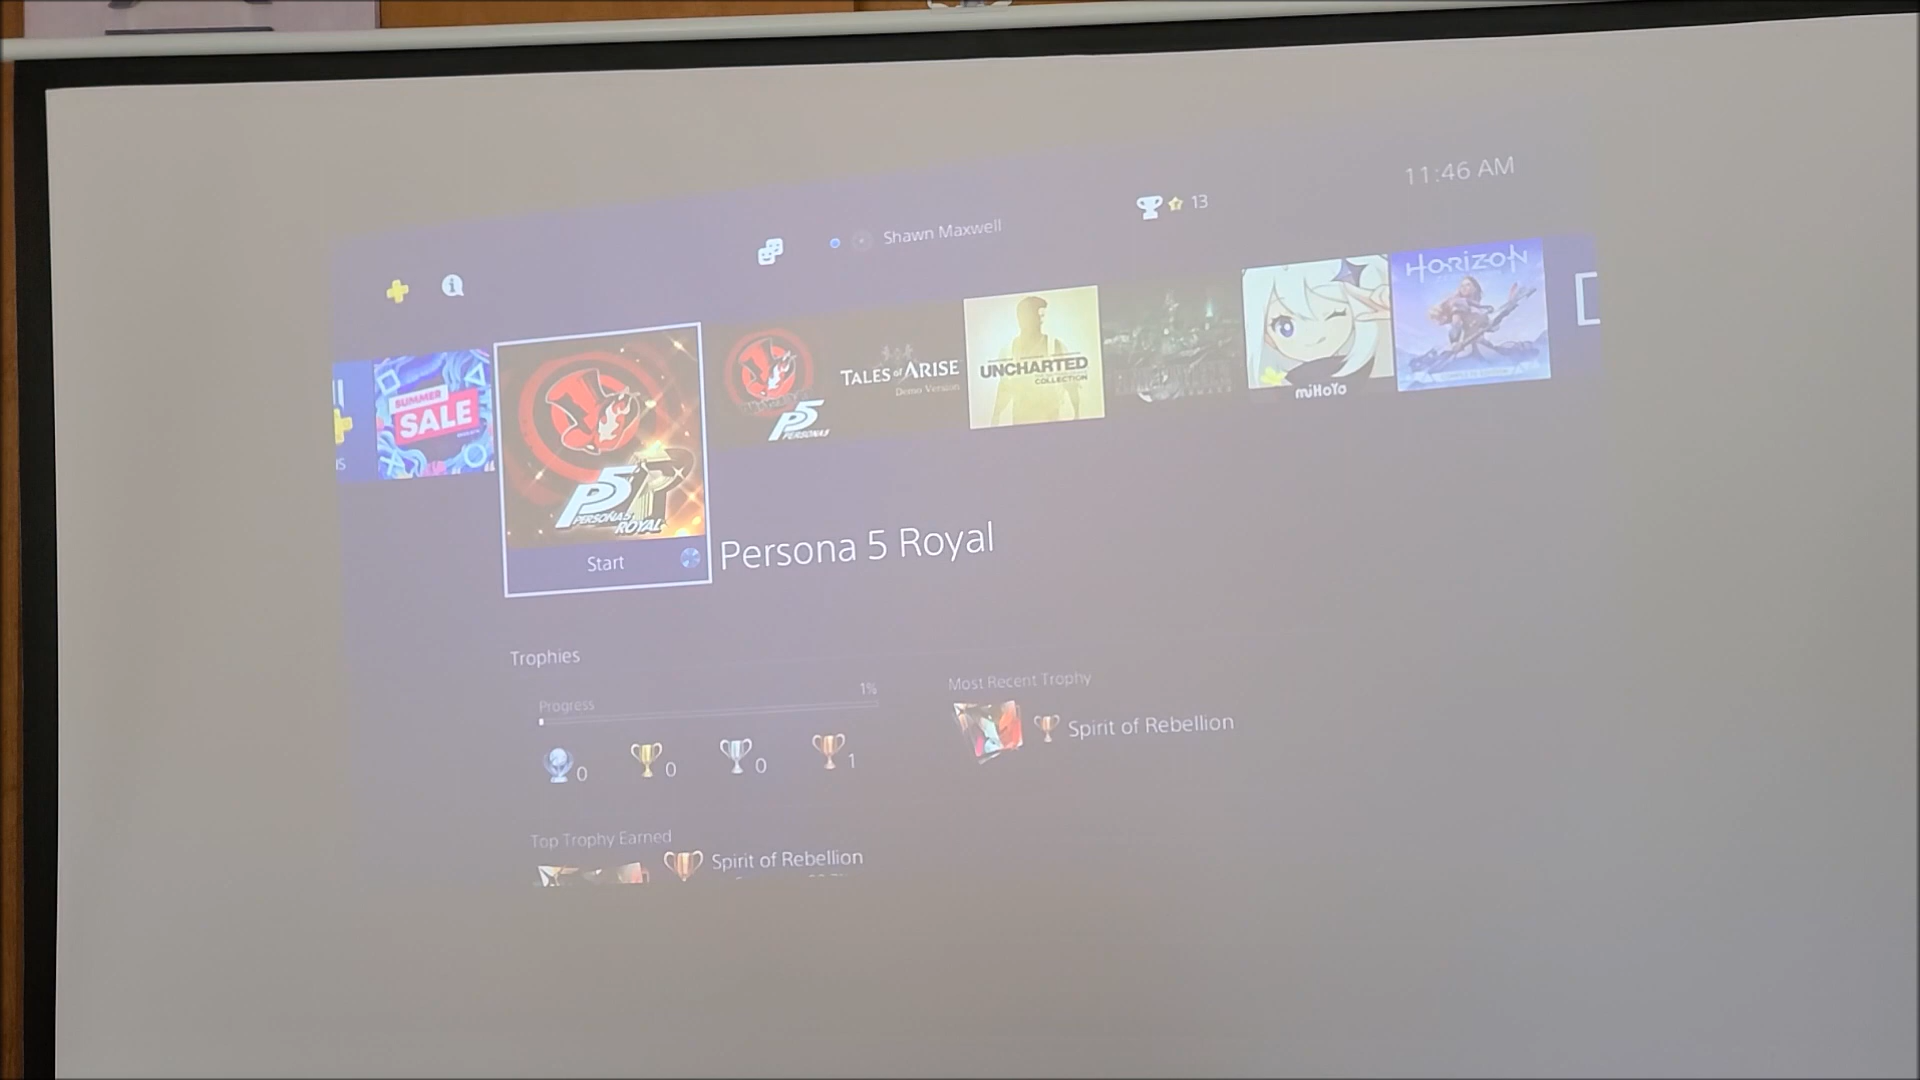 11:46 AM
13
Shawn Maxwell
HORIZON
SUMMER
SALE
TALES of ARISE
Demo Version
UNCHARTED
COLLECTION
miHoYo
P5
PERSONA5
P5R
PERSONA5
ROYAL
Start
Persona 5 Royal
Trophies
Progress
1%
0
0
0
1
Most Recent Trophy
Spirit of Rebellion
Top Trophy Earned
Spirit of Rebellion